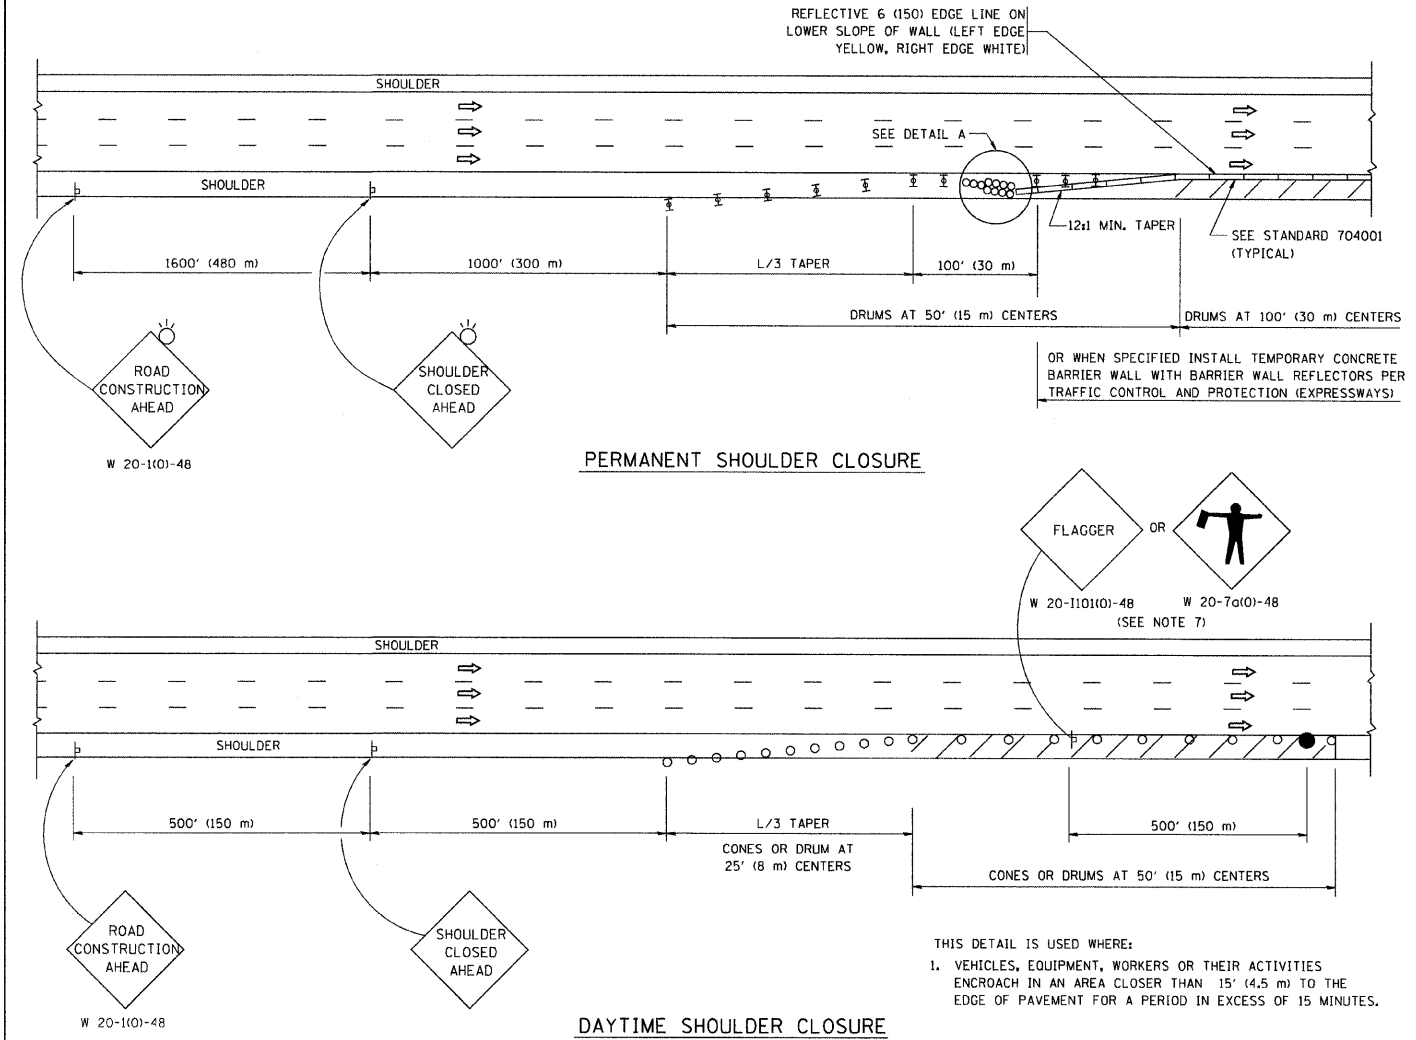 REFLECTIVE 6 (150) EDGE LINE ON
LOWER SLOPE OF WALL (LEFT EDGE
YELLOW, RIGHT EDGE WHITE)
SHOULDER
SEE DETAIL A
SHOULDER
12:1 MIN. TAPER
SEE STANDARD 704001
(TYPICAL)
1600' (480 m)
1000' (300 m)
L/3 TAPER
100' (30 m)
DRUMS AT 50' (15 m) CENTERS
DRUMS AT 100' (30 m) CENTERS
OR WHEN SPECIFIED INSTALL TEMPORARY CONCRETE
BARRIER WALL WITH BARRIER WALL REFLECTORS PER
TRAFFIC CONTROL AND PROTECTION (EXPRESSWAYS)
ROAD
CONSTRUCTION
AHEAD
W 20-1(O)-48
SHOULDER
CLOSED
AHEAD
PERMANENT SHOULDER CLOSURE
FLAGGER
OR
W 20-I101(O)-48
W 20-7a(O)-48
(SEE NOTE 7)
SHOULDER
SHOULDER
500' (150 m)
500' (150 m)
L/3 TAPER
CONES OR DRUM AT
25' (8 m) CENTERS
500' (150 m)
CONES OR DRUMS AT 50' (15 m) CENTERS
ROAD
CONSTRUCTION
AHEAD
W 20-1(O)-48
SHOULDER
CLOSED
AHEAD
THIS DETAIL IS USED WHERE:
1. VEHICLES, EQUIPMENT, WORKERS OR THEIR ACTIVITIES
ENCROACH IN AN AREA CLOSER THAN 15' (4.5 m) TO THE
EDGE OF PAVEMENT FOR A PERIOD IN EXCESS OF 15 MINUTES.
DAYTIME SHOULDER CLOSURE